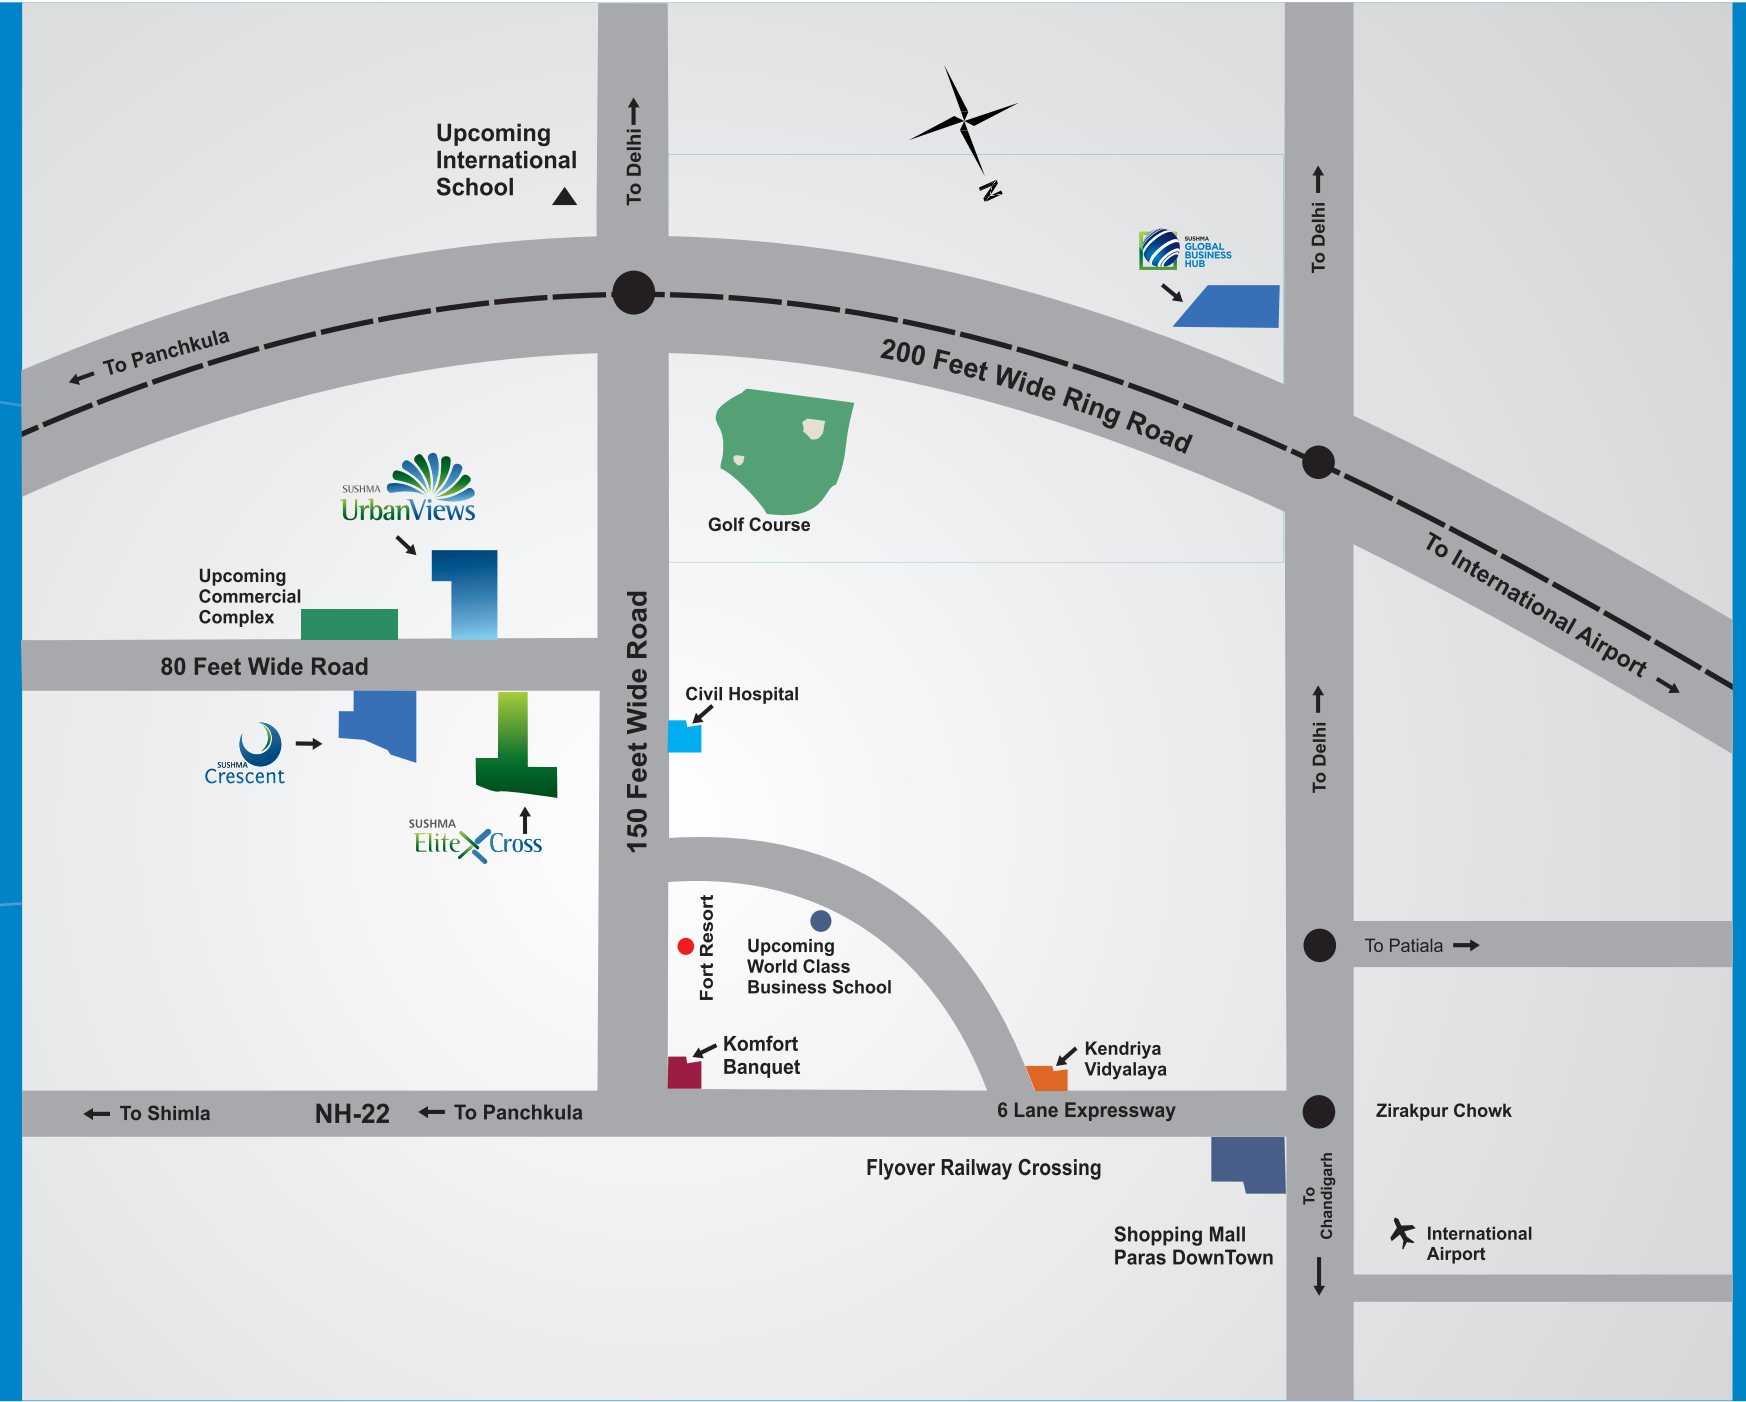 Upcoming
International
School
To Delhi
N
To Delhi
SUSHMA
GLOBAL
BUSINESS
HUB
To Panchkula
200 Feet Wide Ring Road
To International Airport
Golf Course
SUSHMA
UrbanViews
Upcoming
Commercial
Complex
80 Feet Wide Road
150 Feet Wide Road
Civil Hospital
To Delhi
SUSHMA
Crescent
SUSHMA
EliteXCross
Fort Resort
Upcoming
World Class
Business School
To Patiala
Komfort
Banquet
Kendriya
Vidyalaya
To Shimla
NH-22
To Panchkula
6 Lane Expressway
Zirakpur Chowk
Flyover Railway Crossing
To
Chandigarh
Shopping Mall
Paras DownTown
International
Airport